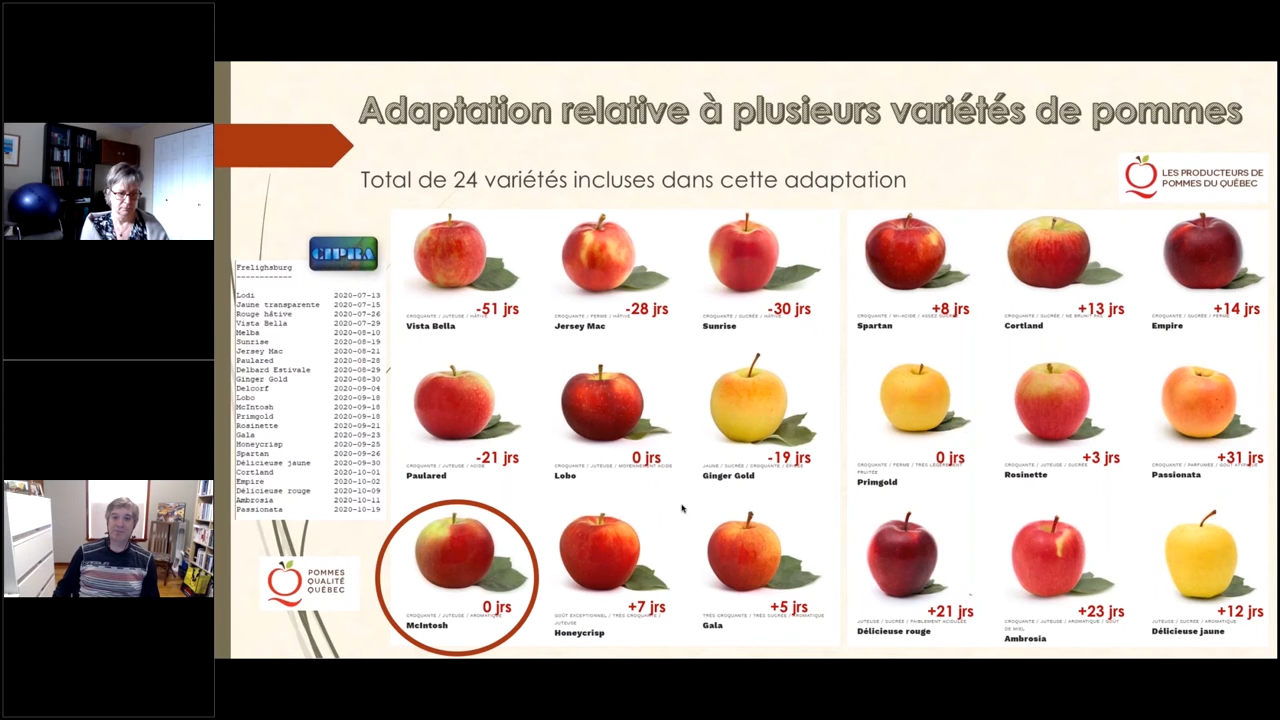 Adaptation relative à plusieurs variétés de pommes
Total de 24 variétés incluses dans cette adaptation
LES PRODUCTEURS DE
POMMES DU QUÉBEC
CIPRA
Frelighsburg
------------
Lodi 2020-07-13
Jaune transparente 2020-07-15
Rouge hâtive 2020-07-26
Vista Bella 2020-07-29
Melba 2020-08-10
Sunrise 2020-08-19
Jersey Mac 2020-08-21
Paulared 2020-08-28
Delbard Estivale 2020-08-29
Ginger Gold 2020-08-30
Delcorf 2020-09-04
Lobo 2020-09-18
McIntosh 2020-09-18
Primgold 2020-09-18
Rosinette 2020-09-21
Gala 2020-09-23
Honeycrisp 2020-09-25
Spartan 2020-09-26
Délicieuse jaune 2020-09-30
Cortland 2020-10-01
Empire 2020-10-02
Délicieuse rouge 2020-10-09
Ambrosia 2020-10-11
Passionata 2020-10-19
POMMES
QUALITÉ
QUÉBEC
-51 jrs
CROQUANTE / JUTEUSE / HÂTIVE
Vista Bella
-28 jrs
CROQUANTE / FERME / HÂTIVE
Jersey Mac
-30 jrs
CROQUANTE / SUCRÉE / HÂTIVE
Sunrise
+8 jrs
CROQUANTE / MI-ACIDE / ASSEZ SUCRÉE
Spartan
+13 jrs
CROQUANTE / SUCRÉE / NE BRUNIT PAS
Cortland
+14 jrs
CROQUANTE / SUCRÉE / FERME
Empire
-21 jrs
CROQUANTE / JUTEUSE / ACIDE
Paulared
0 jrs
CROQUANTE / JUTEUSE / MOYENNEMENT ACIDE
Lobo
-19 jrs
JAUNE / SUCRÉE / CROQUANTE / ÉPICÉE
Ginger Gold
0 jrs
CROQUANTE / FERME / TRÈS LÉGÈREMENT
FRUITÉE
Primgold
+3 jrs
CROQUANTE / JUTEUSE / SUCRÉE
Rosinette
+31 jrs
CROQUANTE / PARFUMÉE / GOÛT ATYPIQUE
Passionata
0 jrs
CROQUANTE / JUTEUSE / AROMATIQUE
McIntosh
+7 jrs
GOÛT EXCEPTIONNEL / TRÈS CROQUANTE /
JUTEUSE
Honeycrisp
+5 jrs
TRÈS CROQUANTE / TRÈS SUCRÉE / AROMATIQUE
Gala
+21 jrs
JUTEUSE / SUCRÉE / FAIBLEMENT ACIDULÉE
Délicieuse rouge
+23 jrs
CROQUANTE / JUTEUSE / AROMATIQUE / GOÛT
DE MIEL
Ambrosia
+12 jrs
JUTEUSE / SUCRÉE / AROMATIQUE
Délicieuse jaune